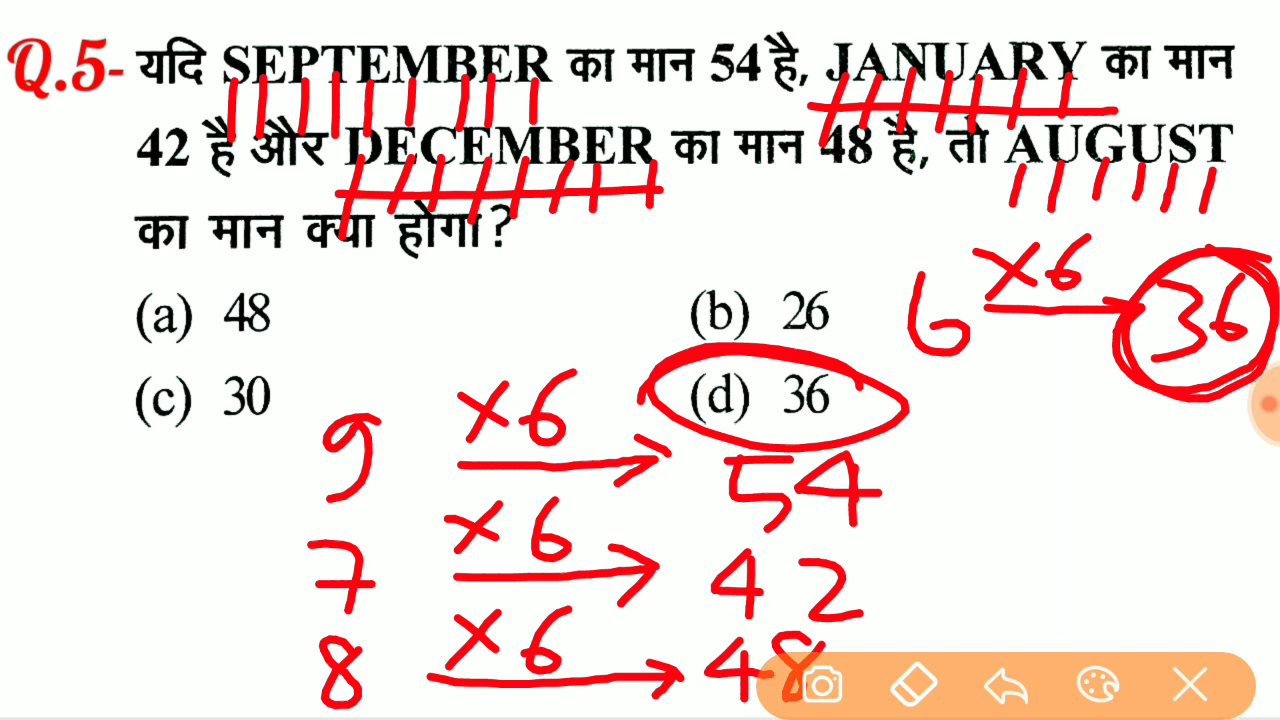 Q.5- यदि SEPTEMBER का मान 54 है, JANUARY का मान
42 है और DECEMBER का मान 48 है, तो AUGUST
का मान क्या होगा?
(a) 48 (b) 26
(c) 30 (d) 36
6 ×6 36
9 ×6 54
7 ×6 42
8 ×6 48